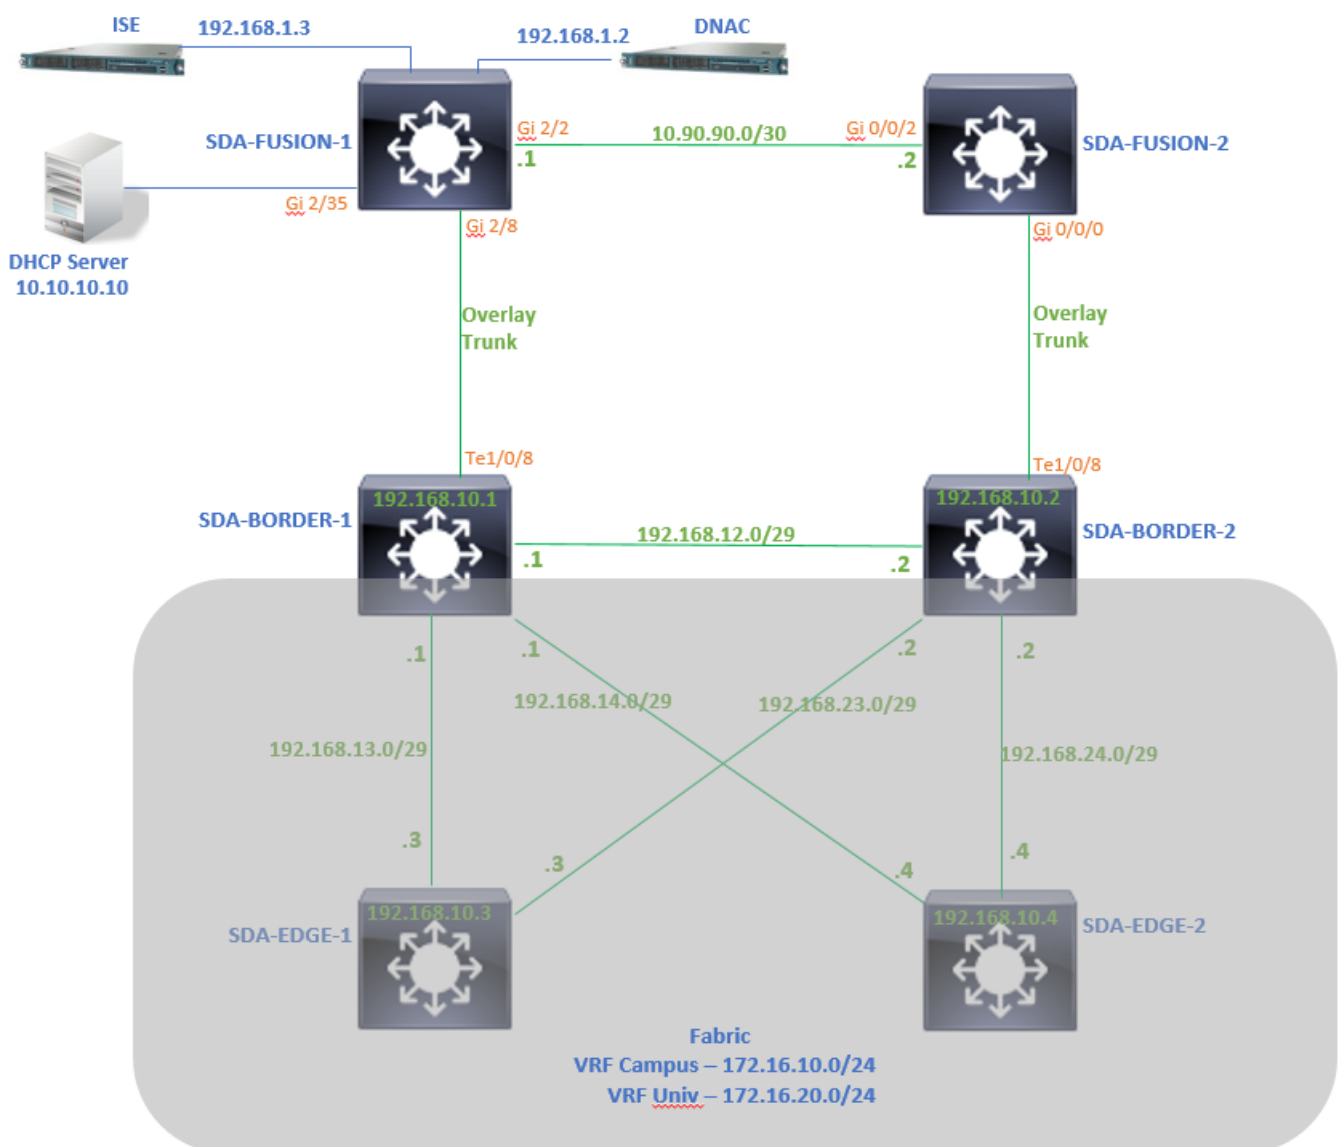 ISE
192.168.1.3
DNAC
192.168.1.2
SDA-FUSION-1
Gi 2/2
10.90.90.0/30
Gi 0/0/2
SDA-FUSION-2
.1
.2
Gi 2/35
Gi 2/8
Gi 0/0/0
DHCP Server
10.10.10.10
Overlay
Trunk
Overlay
Trunk
Te1/0/8
Te1/0/8
192.168.10.1
192.168.10.2
SDA-BORDER-1
192.168.12.0/29
SDA-BORDER-2
.1
.2
.1
.1
.2
.2
192.168.14.0/29
192.168.23.0/29
192.168.13.0/29
192.168.24.0/29
.3
.3
.4
.4
192.168.10.3
192.168.10.4
SDA-EDGE-1
SDA-EDGE-2
Fabric
VRF Campus – 172.16.10.0/24
VRF Univ – 172.16.20.0/24